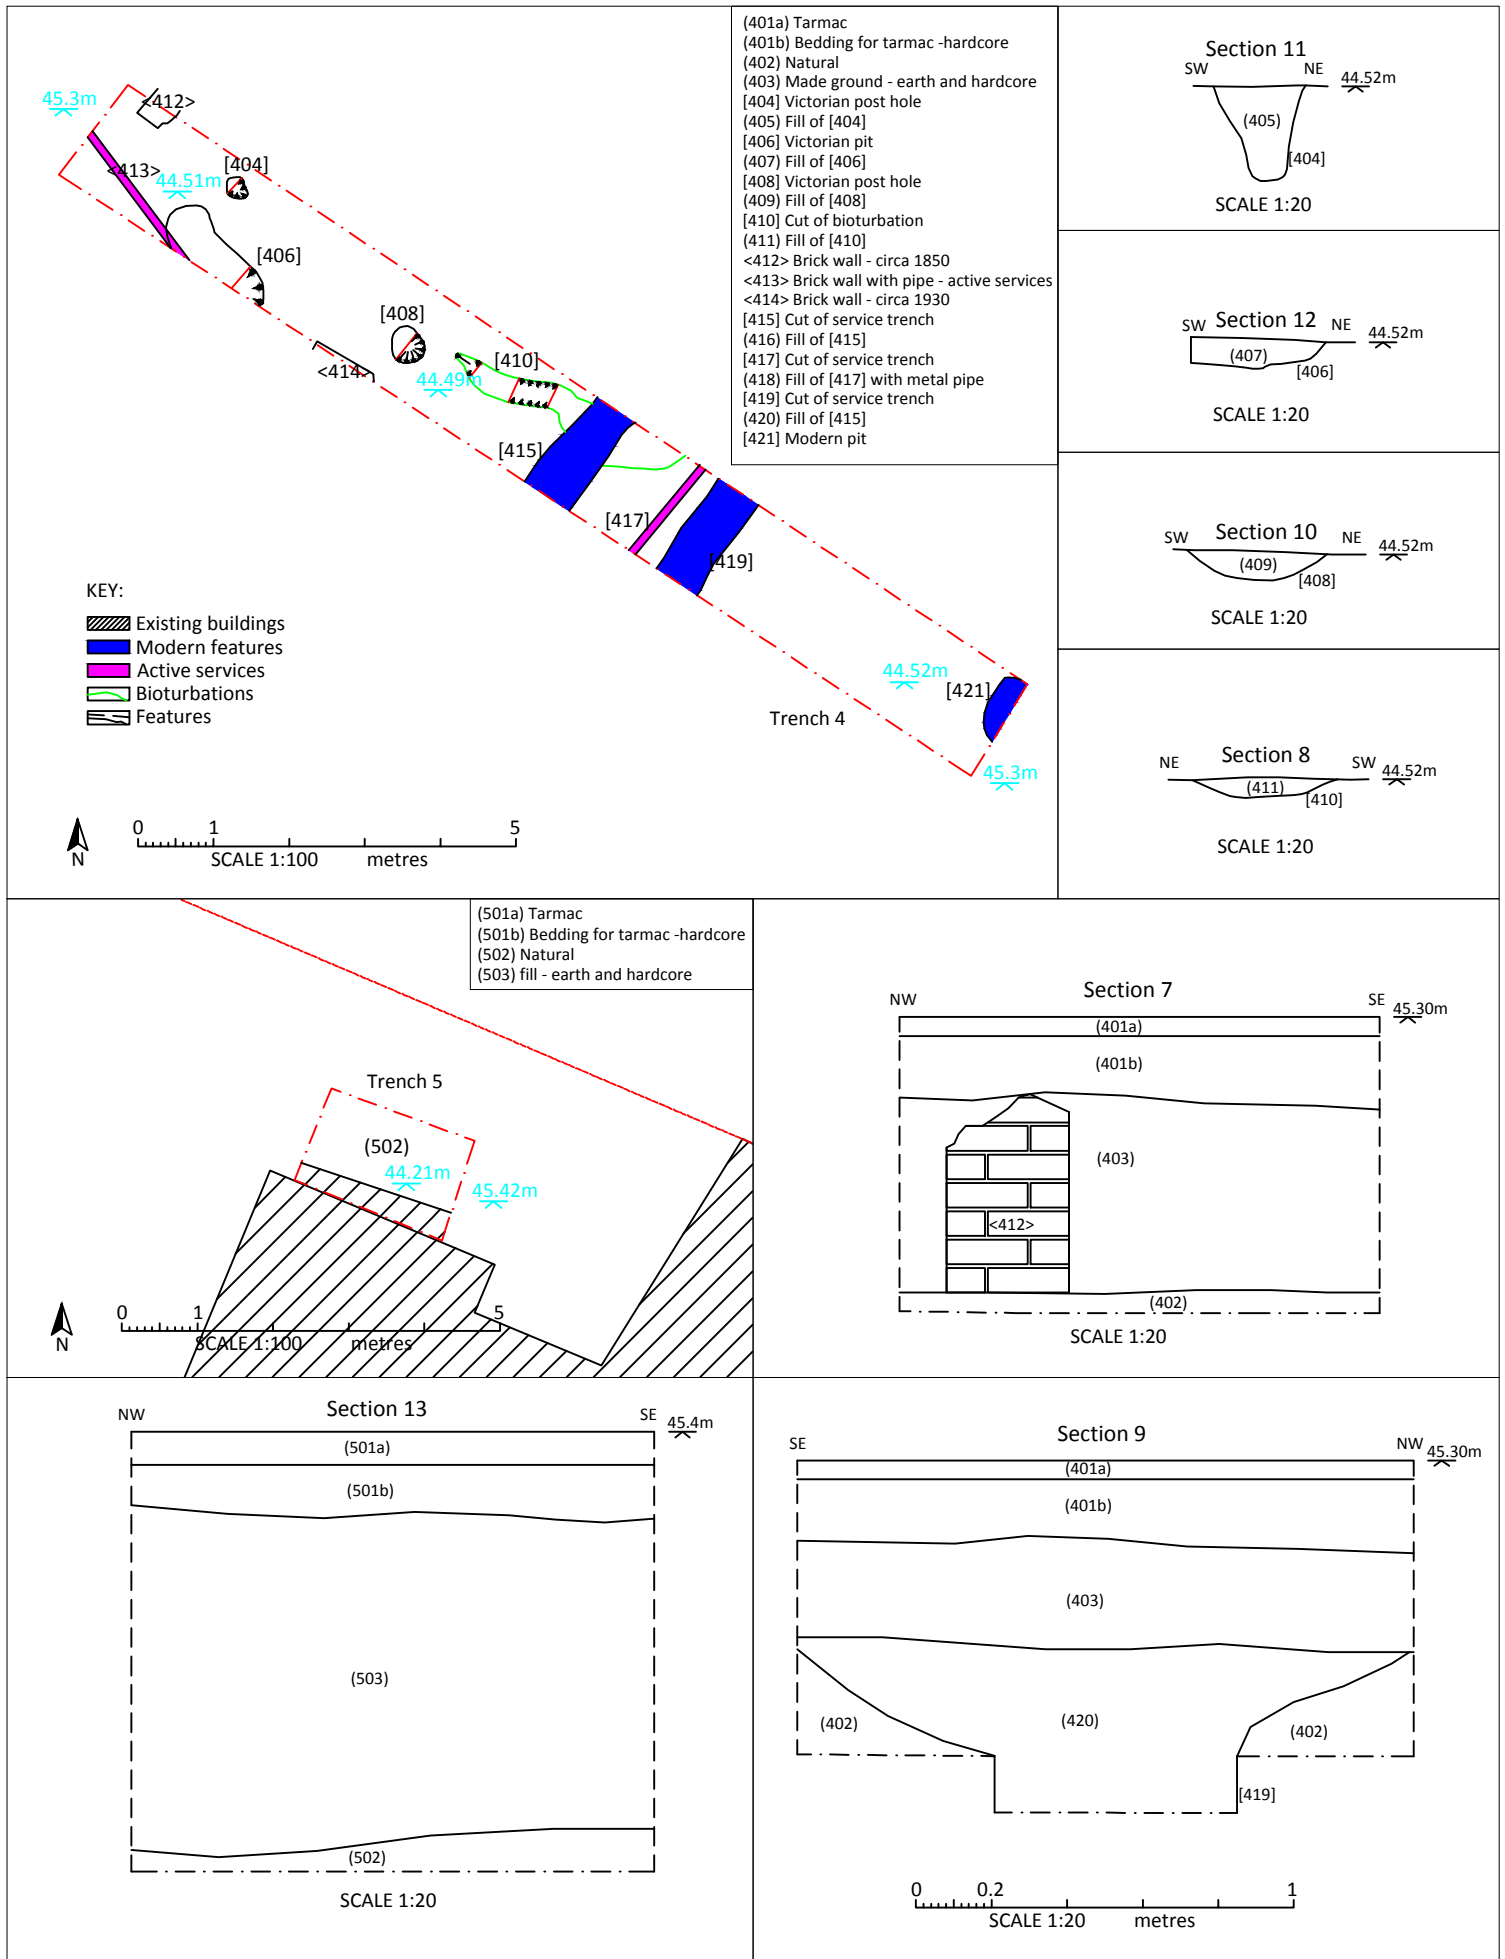 (401a) Tarmac
(401b) Bedding for tarmac -hardcore
(402) Natural
(403) Made ground - earth and hardcore
[404] Victorian post hole
(405) Fill of [404]
[406] Victorian pit
(407) Fill of [406]
[408] Victorian post hole
(409) Fill of [408]
[410] Cut of bioturbation
(411) Fill of [410]
<412> Brick wall - circa 1850
<413> Brick wall with pipe - active services
<414> Brick wall - circa 1930
[415] Cut of service trench
(416) Fill of [415]
[417] Cut of service trench
(418) Fill of [417] with metal pipe
[419] Cut of service trench
(420) Fill of [415]
[421] Modern pit
45.3m
<412>
<413>
44.51m
[404]
[406]
[408]
<414>
44.49m
[410]
[415]
[417]
[419]
44.52m
[421]
Trench 4
45.3m
KEY:
Existing buildings
Modern features
Active services
Bioturbations
Features
N
0 1 5
SCALE 1:100 metres
Section 11
SW NE 44.52m
(405)
[404]
SCALE 1:20
SW Section 12 NE 44.52m
(407)
[406]
SCALE 1:20
SW Section 10 NE 44.52m
(409)
[408]
SCALE 1:20
NE Section 8 SW 44.52m
(411)
[410]
SCALE 1:20
(501a) Tarmac
(501b) Bedding for tarmac -hardcore
(502) Natural
(503) fill - earth and hardcore
Trench 5
(502)
44.21m
45.42m
N
0 1 5
SCALE 1:100 metres
Section 7
NW SE 45.30m
(401a)
(401b)
(403)
<412>
(402)
SCALE 1:20
Section 13
NW SE 45.4m
(501a)
(501b)
(503)
(502)
SCALE 1:20
Section 9
SE NW 45.30m
(401a)
(401b)
(403)
(402) (420) (402)
[419]
0 0.2 1
SCALE 1:20 metres